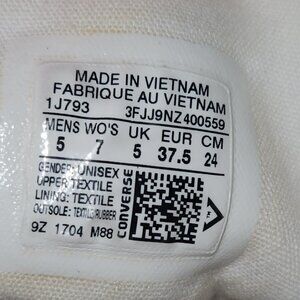 MADE IN VIETNAM
FABRIQUE AU VIETNAM
1J793 3FJJ9NZ400559
MENS WO'S UK EUR CM
5 7 5 37.5 24
GENDER: UNISEX
UPPER: TEXTILE
LINING: TEXTILE
OUTSOLE: TEXTILE/RUBBER
9Z 1704 M88
CONVERSE